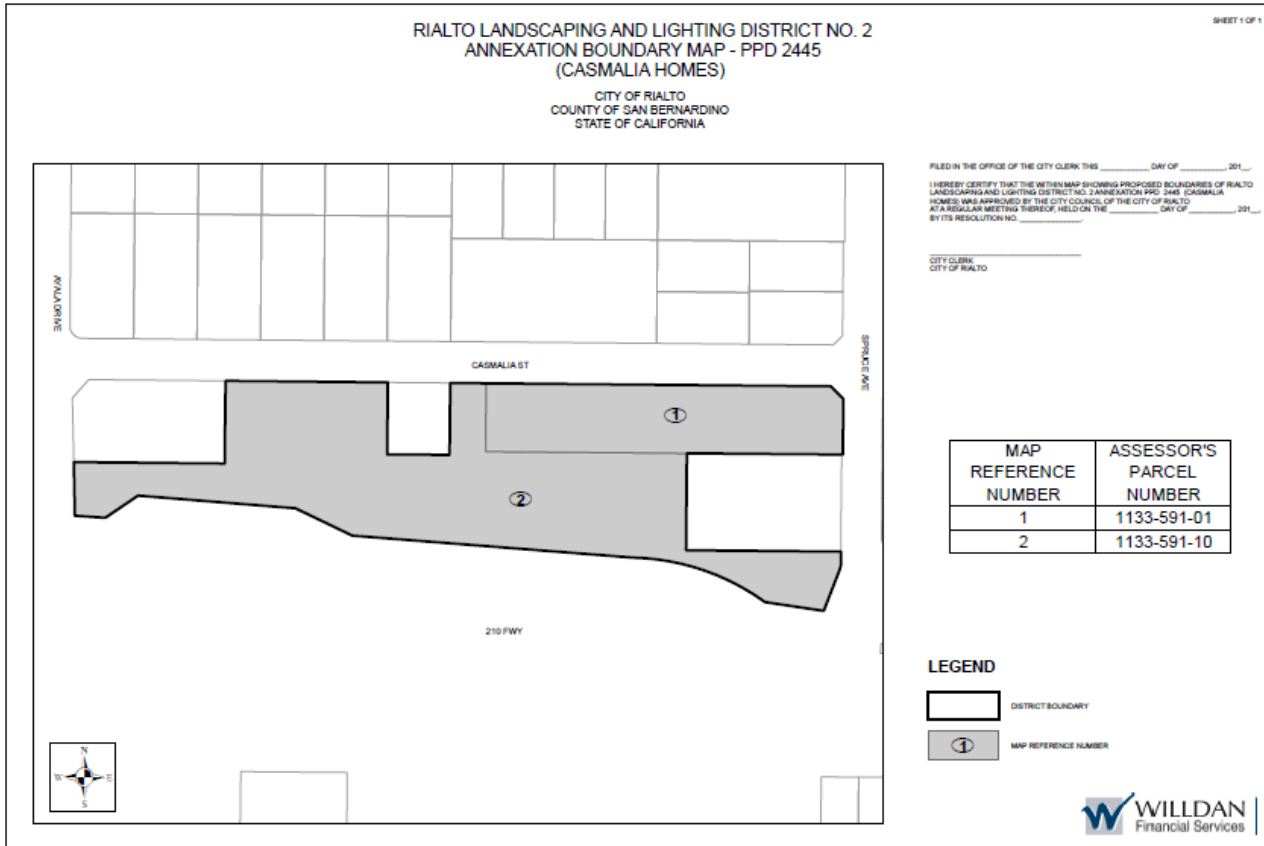 SHEET 1 OF 1
RIALTO LANDSCAPING AND LIGHTING DISTRICT NO. 2
ANNEXATION BOUNDARY MAP - PPD 2445
(CASMALIA HOMES)
CITY OF RIALTO
COUNTY OF SAN BERNARDINO
STATE OF CALIFORNIA
FILED IN THE OFFICE OF THE CITY CLERK THIS __________ DAY OF __________, 201__.
I HEREBY CERTIFY THAT THE WITHIN MAP SHOWING PROPOSED BOUNDARIES OF RIALTO
LANDSCAPING AND LIGHTING DISTRICT NO. 2 ANNEXATION PPD 2445 (CASMALIA
HOMES) WAS APPROVED BY THE CITY COUNCIL OF THE CITY OF RIALTO
AT A REGULAR MEETING THEREOF, HELD ON THE __________ DAY OF __________, 201__,
BY ITS RESOLUTION NO. ____________.
CITY CLERK
CITY OF RIALTO
AYALA DRIVE
CASMALIA ST
SPRUCE AVE
1
2
210 FWY
N
W E
S
MAP REFERENCE NUMBER ASSESSOR'S PARCEL NUMBER
1 1133-591-01
2 1133-591-10
LEGEND
DISTRICT BOUNDARY
1 MAP REFERENCE NUMBER
WILLDAN
Financial Services